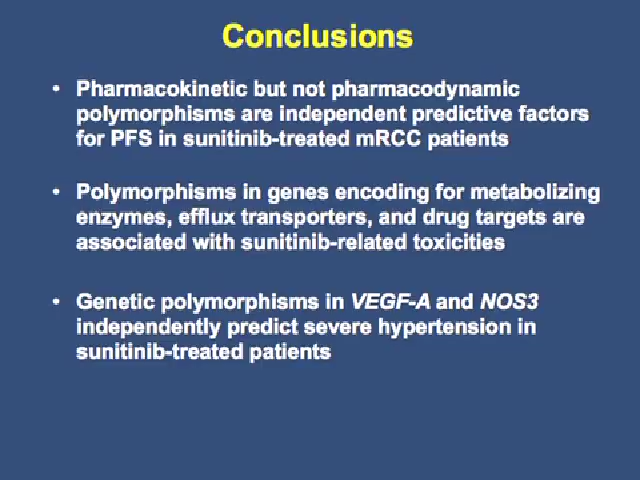 Conclusions
• Pharmacokinetic but not pharmacodynamic
polymorphisms are independent predictive factors
for PFS in sunitinib-treated mRCC patients
• Polymorphisms in genes encoding for metabolizing
enzymes, efflux transporters, and drug targets are
associated with sunitinib-related toxicities
• Genetic polymorphisms in VEGF-A and NOS3
independently predict severe hypertension in
sunitinib-treated patients